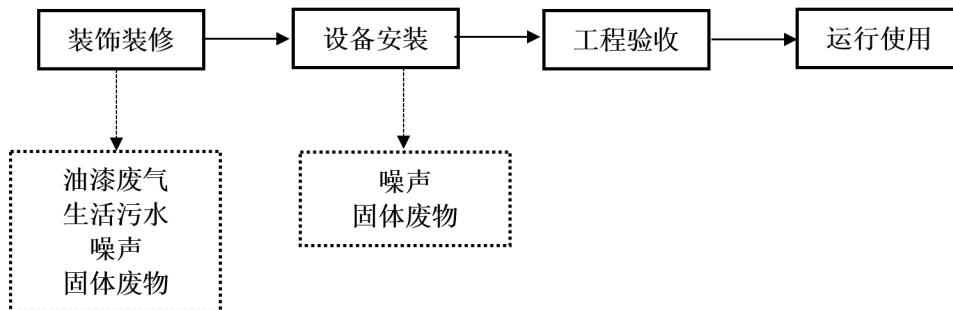 装饰装修
设备安装
工程验收
运行使用
油漆废气
生活污水
噪声
固体废物
噪声
固体废物